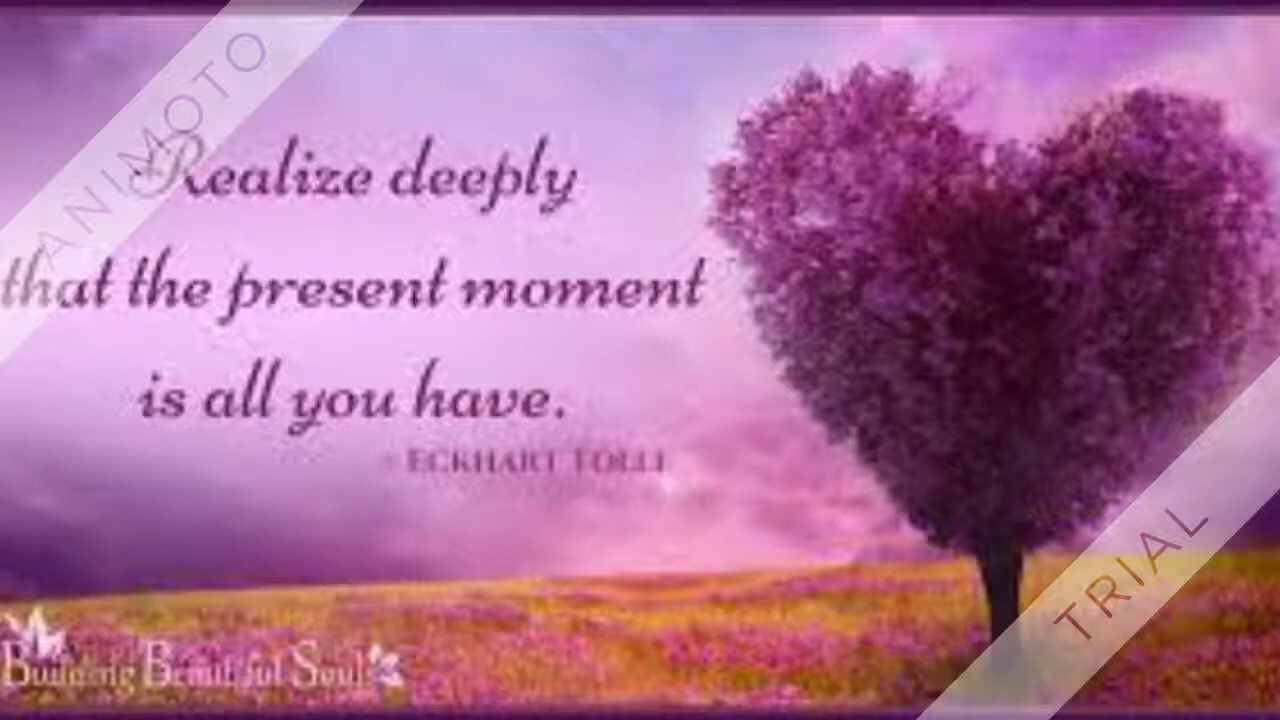 ANIMOTO
Realize deeply
that the present moment
is all you have.
- ECKHART TOLLE
TRIAL
Building Beautiful Souls